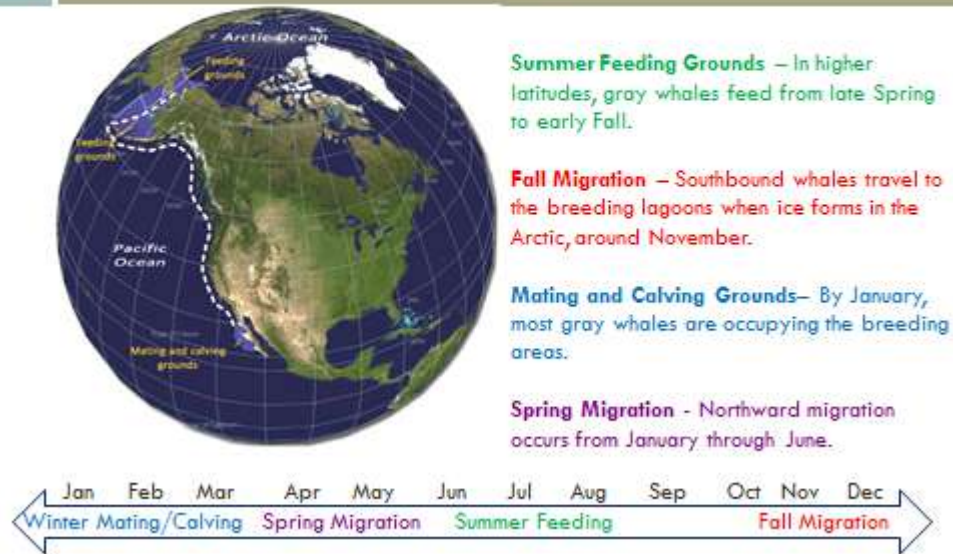 Arctic Ocean
Feeding
grounds
Feeding
grounds
Pacific
Ocean
Mating and calving
grounds
Summer Feeding Grounds – In higher
latitudes, gray whales feed from late Spring
to early Fall.
Fall Migration – Southbound whales travel to
the breeding lagoons when ice forms in the
Arctic, around November.
Mating and Calving Grounds– By January,
most gray whales are occupying the breeding
areas.
Spring Migration - Northward migration
occurs from January through June.
Jan Feb Mar Apr May Jun Jul Aug Sep Oct Nov Dec
Winter Mating/Calving Spring Migration Summer Feeding Fall Migration